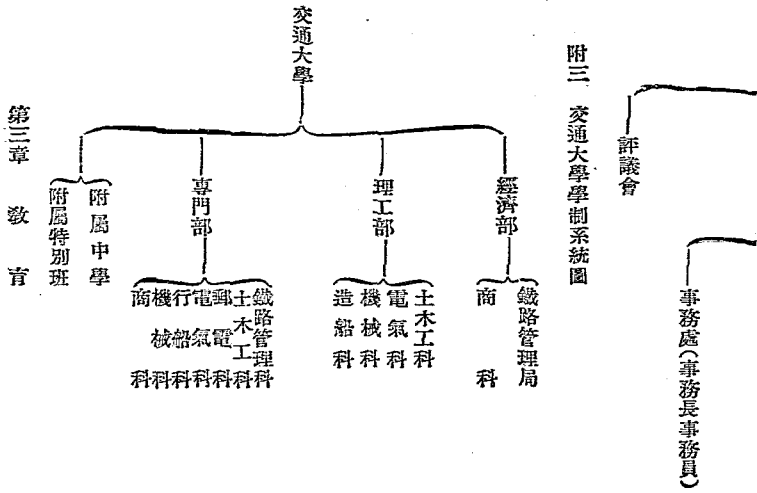 事務處(事務長事務員)
評議會
附三　交通大學學制系統圖
交通大學
經濟部
鐵路管理局
商科
理工部
土木工科
電氣科
機械科
造船科
專門部
鐵路管理科
土木工科
郵電科
電氣科
行船科
機械科
商科
附屬中學
附屬特別班
第三章　教育